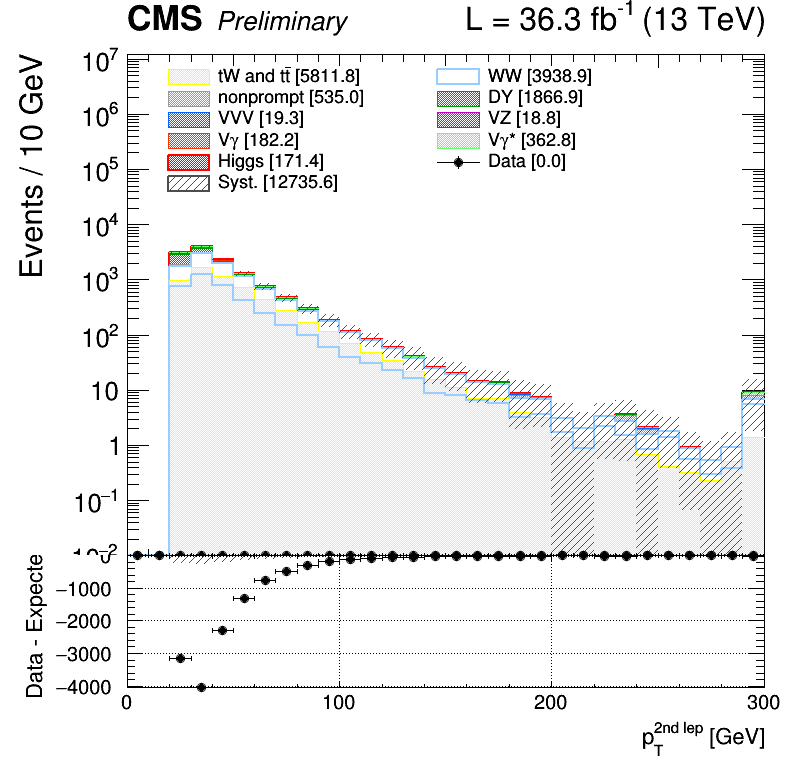 CMS Preliminary L = 36.3 fb⁻¹ (13 TeV)
Events / 10 GeV
10⁷
10⁶
10⁵
10⁴
10³
10²
10
1
10⁻¹
10⁻²
tW and tt̄ [5811.8]
nonprompt [535.0]
VVV [19.3]
Vγ [182.2]
Higgs [171.4]
Syst. [12735.6]
WW [3938.9]
DY [1866.9]
VZ [18.8]
Vγ* [362.8]
Data [0.0]
Data - Expecte
0
−1000
−2000
−3000
−4000
0 100 200 300
p_T^{2nd lep} [GeV]